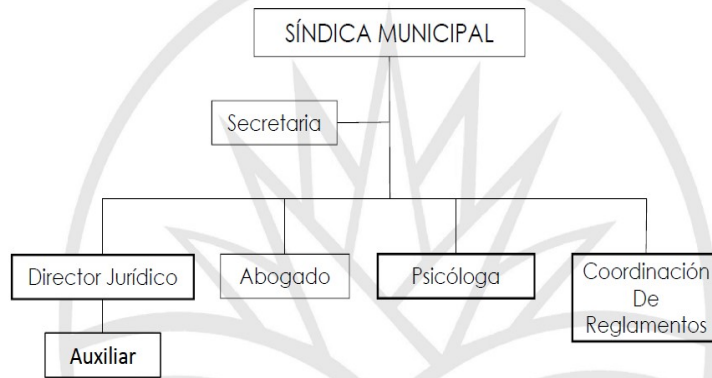 SÍNDICA MUNICIPAL
Secretaria
Director Jurídico
Abogado
Psicóloga
Coordinación
De
Reglamentos
Auxiliar